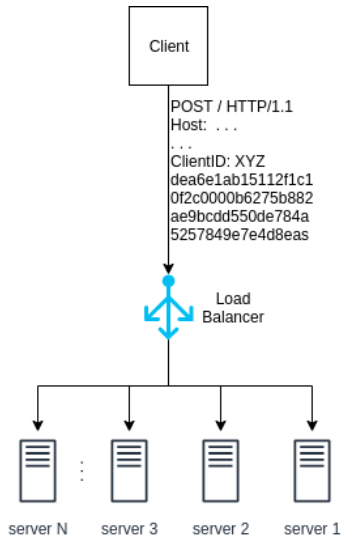 Client
POST / HTTP/1.1
Host: . . .
. . .
ClientID: XYZ
dea6e1ab15112f1c1
0f2c0000b6275b882
ae9bcdd550de784a
5257849e7e4d8eas
Load
Balancer
server N
server 3
server 2
server 1